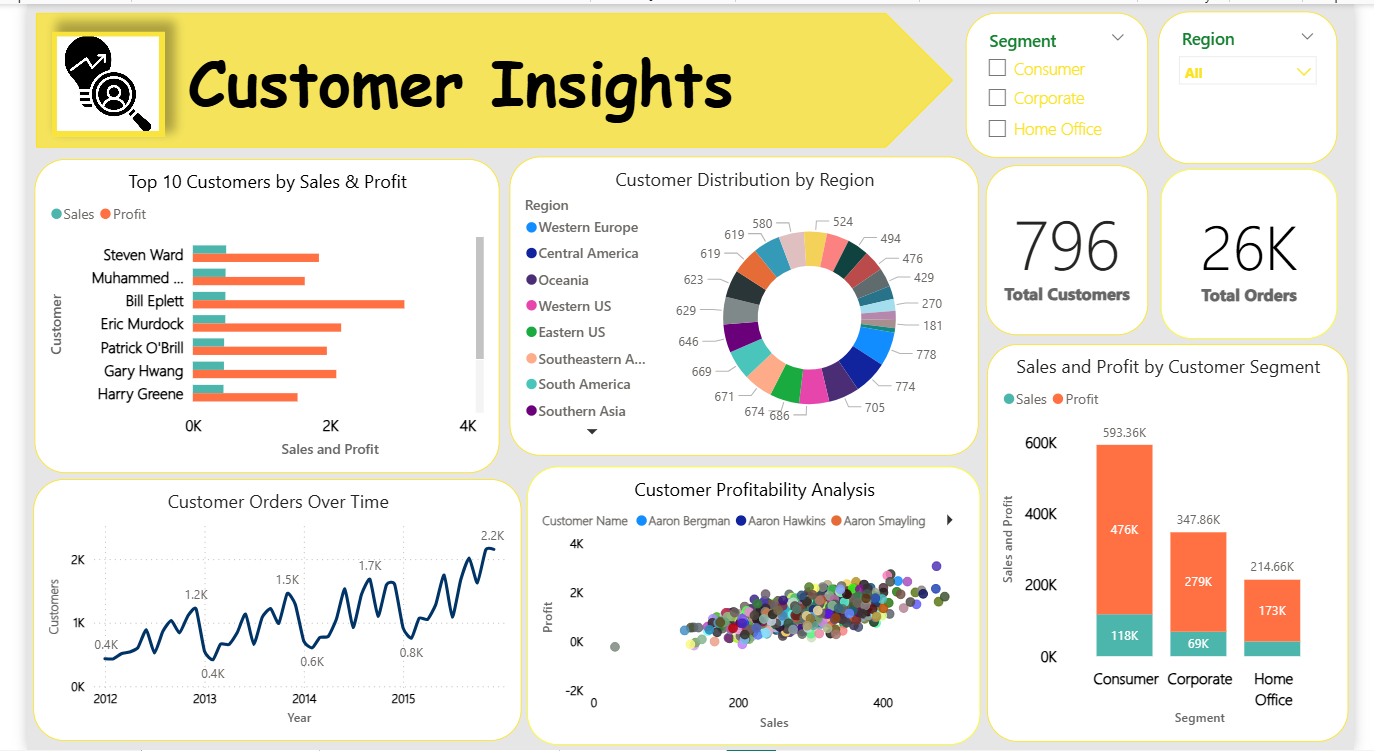 Customer Insights
Segment
Consumer
Corporate
Home Office
Region
All
Top 10 Customers by Sales & Profit
Sales Profit
Customer
Steven Ward
Muhammed ...
Bill Eplett
Eric Murdock
Patrick O'Brill
Gary Hwang
Harry Greene
0K 2K 4K
Sales and Profit
Customer Distribution by Region
Region
Western Europe
Central America
Oceania
Western US
Eastern US
Southeastern A...
South America
Southern Asia
524
494
476
429
270
181
778
774
705
686
674
671
669
646
629
623
619
619
580
796
Total Customers
26K
Total Orders
Customer Orders Over Time
Customers
2K
1K
0K
0.4K
1.2K
0.4K
1.5K
0.6K
1.7K
0.8K
2.2K
2012 2013 2014 2015
Year
Customer Profitability Analysis
Customer Name Aaron Bergman Aaron Hawkins Aaron Smayling
Profit
4K
2K
0K
-2K
0 200 400
Sales
Sales and Profit by Customer Segment
Sales Profit
Sales and Profit
600K
400K
200K
0K
593.36K
476K
118K
347.86K
279K
69K
214.66K
173K
Consumer Corporate Home
Office
Segment